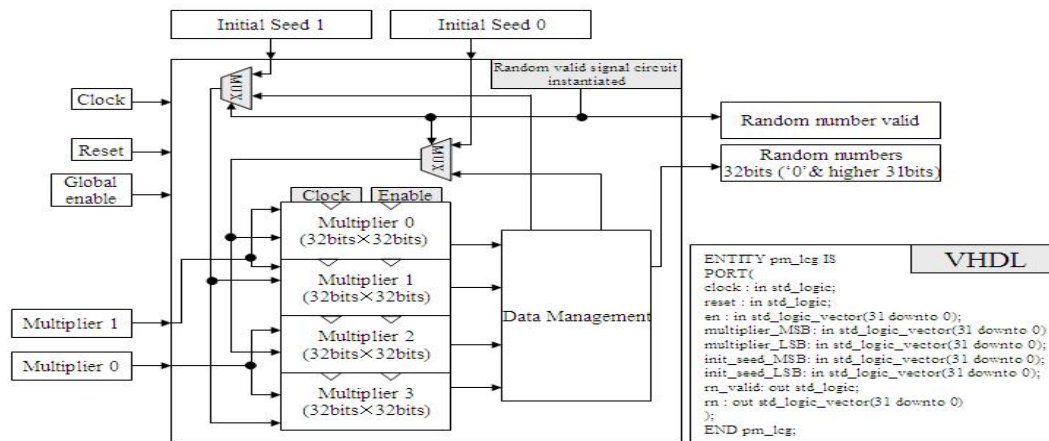 Initial Seed 1
Initial Seed 0
Random valid signal circuit
instantiated
MUX
Clock
Random number valid
Reset
MUX
Random numbers
32bits (‘0’& higher 31bits)
Global
enable
Clock
Enable
Multiplier 0
(32bits×32bits)
Multiplier 1
(32bits×32bits)
Multiplier 2
(32bits×32bits)
Multiplier 3
(32bits×32bits)
Data Management
Multiplier 1
Multiplier 0
VHDL
ENTITY pm_lcg IS
PORT(
clock : in std_logic;
reset : in std_logic;
en : in std_logic_vector(31 downto 0);
multiplier_MSB: in std_logic_vector(31 downto 0);
multiplier_LSB: in std_logic_vector(31 downto 0);
init_seed_MSB: in std_logic_vector(31 downto 0);
init_seed_LSB: in std_logic_vector(31 downto 0);
rn_valid: out std_logic;
rn : out std_logic_vector(31 downto 0)
);
END pm_lcg;